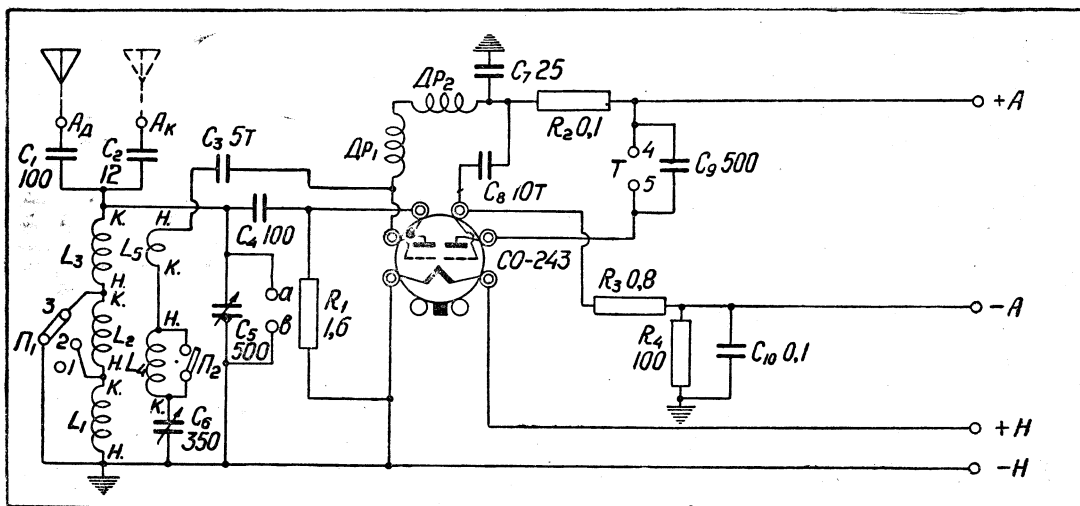 Aд
Aк
C₁
100
C₂
12
C₃ 5T
ДР₁
ДР₂
C₇ 25
R₂ 0,1
+A
T
4
5
C₉ 500
C₈ 10T
C₄ 100
CO-243
К.
L₃
Н.
Н.
L₅
К.
П₁
3
2
1
К.
L₂
Н.
К.
L₁
Н.
Н.
L₄
К.
П₂
C₆
350
C₅
500
а
в
R₁
1,6
R₃ 0,8
R₄
100
C₁₀ 0,1
-A
+H
-H